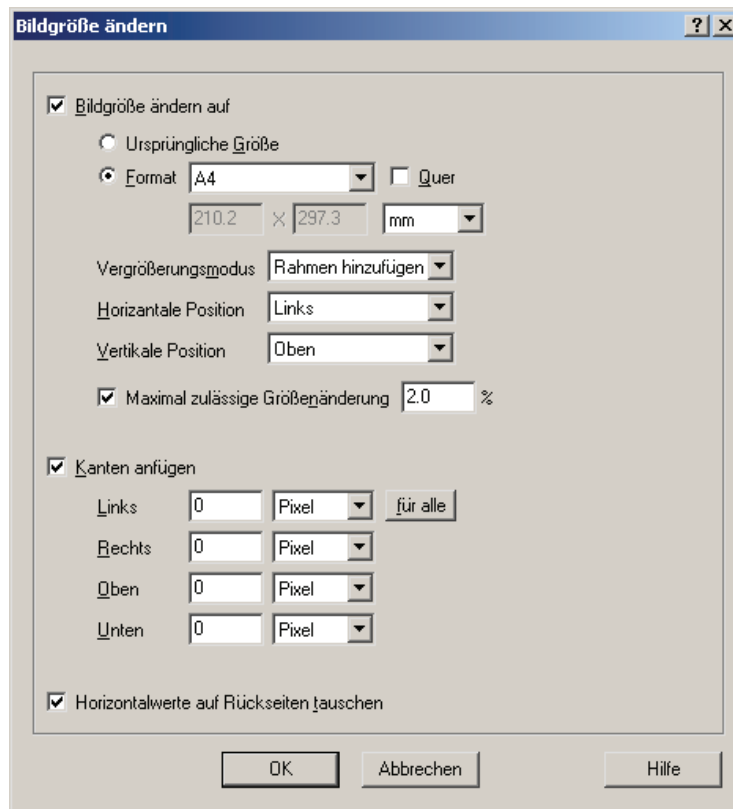 Bildgröße ändern
Bildgröße ändern auf
Ursprüngliche Größe
Format A4 Quer
210.2 X 297.3 mm
Vergrößerungsmodus Rahmen hinzufügen
Horizantale Position Links
Vertikale Position Oben
Maximal zulässige Größenänderung 2.0 %
Kanten anfügen
Links 0 Pixel für alle
Rechts 0 Pixel
Oben 0 Pixel
Unten 0 Pixel
Horizontalwerte auf Rückseiten tauschen
OK Abbrechen Hilfe